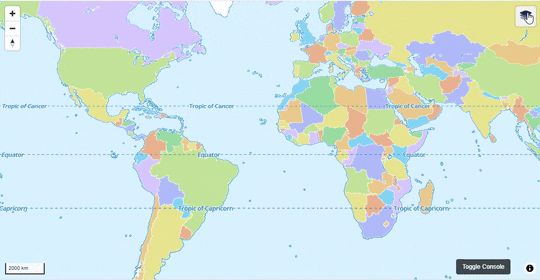 Tropic of Cancer
Tropic of Cancer
Tropic of Cancer
Equator
Equator
Equator
Capricorn
Tropic of Capricorn
Tropic of Capricorn
2000 km
Toggle Console